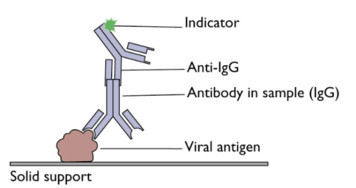 Indicator
Anti-IgG
Antibody in sample (IgG)
Viral antigen
Solid support